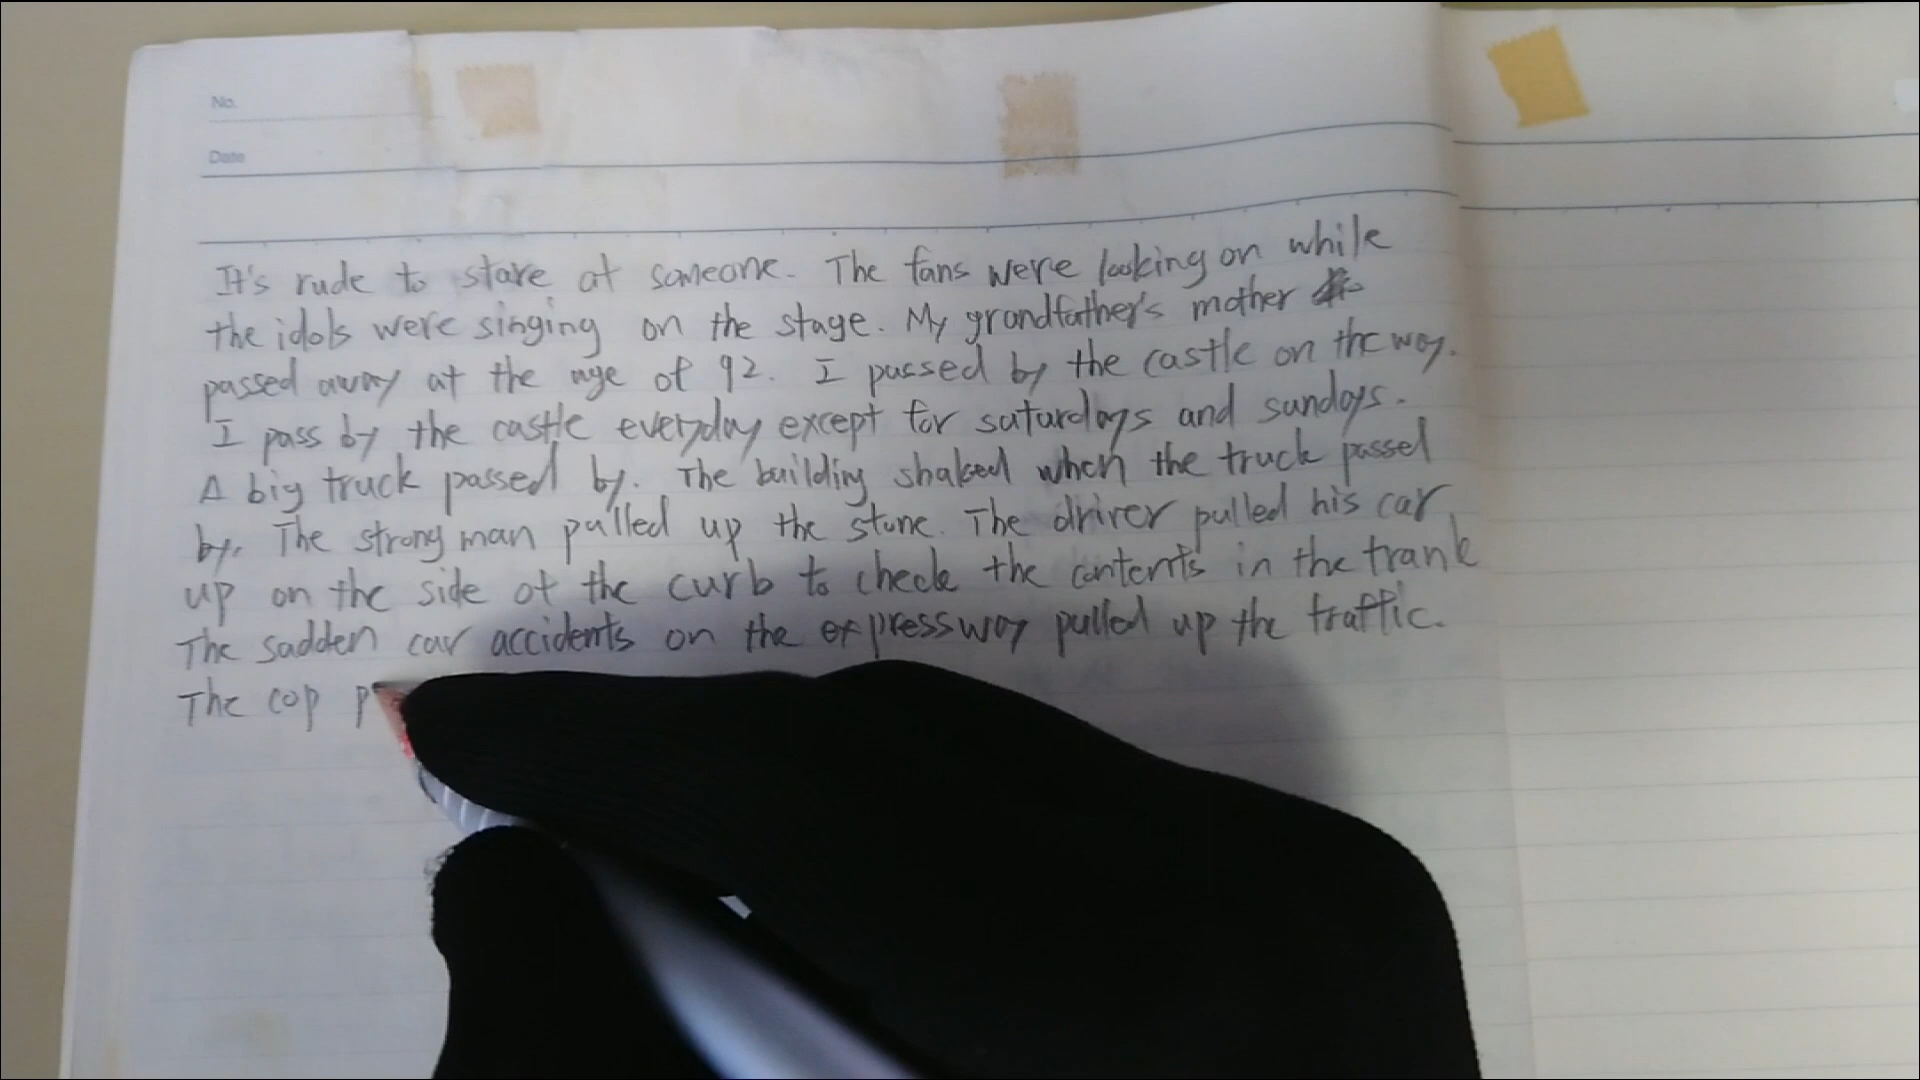 No.
Date
It's rude to stare at someone. The fans were looking on while
the idols were singing on the stage. My grandfather's mother
passed away at the age of 92. I passed by the castle on the way.
I pass by the castle everyday except for saturdays and sundays.
A big truck passed by. The building shaked when the truck passed
by. The strong man pulled up the stone. The driver pulled his car
up on the side of the curb to check the contents in the trank
The sadden car accidents on the expressway pulled up the traffic.
The cop p